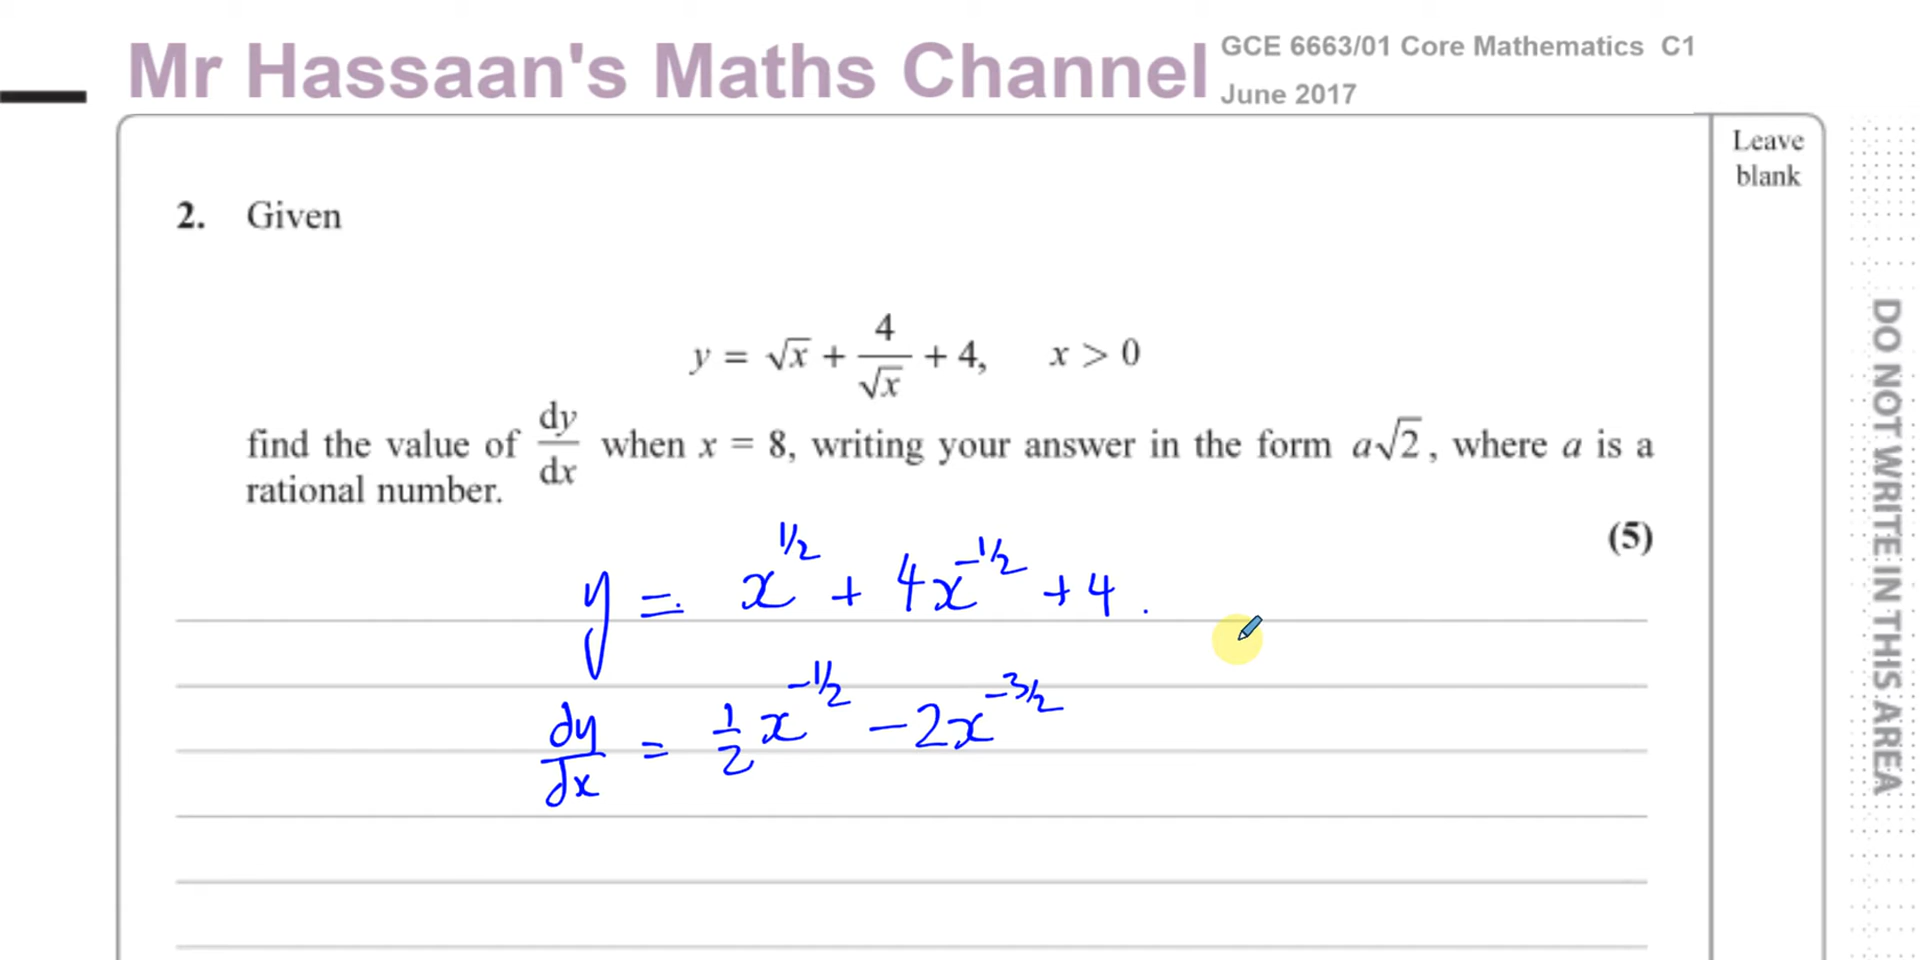 Mr Hassaan's Maths Channel
GCE 6663/01 Core Mathematics C1
June 2017
Leave
blank
2. Given
y = √x + 4/√x + 4, x > 0
find the value of dy/dx when x = 8, writing your answer in the form a√2, where a is a
rational number.
(5)
y = x^1/2 + 4x^-1/2 + 4.
dy/dx = 1/2 x^-1/2 - 2x^-3/2
DO NOT WRITE IN THIS AREA